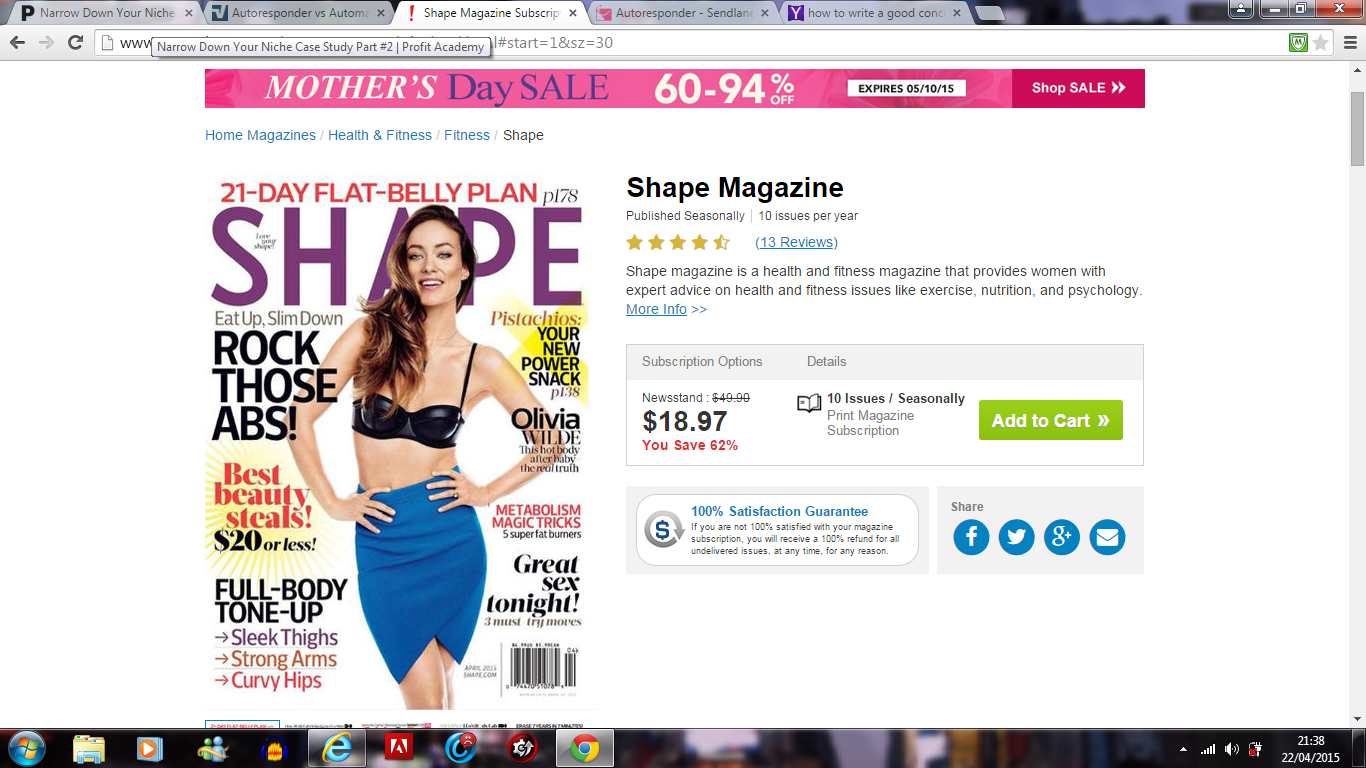 Narrow Down Your Niche
Autoresponder vs Automa
Shape Magazine Subscrip
Autoresponder - Sendlane
how to write a good conc
www.
#start=1&sz=30
Narrow Down Your Niche Case Study Part #2 | Profit Academy
MOTHER'S Day SALE 60-94% OFF EXPIRES 05/10/15 Shop SALE
Home Magazines / Health & Fitness / Fitness / Shape
21-DAY FLAT-BELLY PLAN p178
SHAPE
Love your shape!
Eat Up, Slim Down
ROCK
THOSE
ABS!
Pistachios:
YOUR
NEW
POWER
SNACK
p138
Olivia
WILDE
This hot body
after baby
the real truth
Best
beauty
steals!
$20 or less!
METABOLISM
MAGIC TRICKS
5 super fat burners
FULL-BODY
TONE-UP
→Sleek Thighs
→Strong Arms
→Curvy Hips
Great
sex
tonight!
3 must-try moves
APRIL 2015
SHAPE.COM
04
Shape Magazine
Published Seasonally | 10 issues per year
(13 Reviews)
Shape magazine is a health and fitness magazine that provides women with
expert advice on health and fitness issues like exercise, nutrition, and psychology.
More Info >>
Subscription Options Details
Newsstand : $49.90
$18.97
You Save 62%
10 Issues / Seasonally
Print Magazine
Subscription
Add to Cart »
100% Satisfaction Guarantee
If you are not 100% satisfied with your magazine
subscription, you will receive a 100% refund for all
undelivered issues, at any time, for any reason.
Share
21:38
22/04/2015